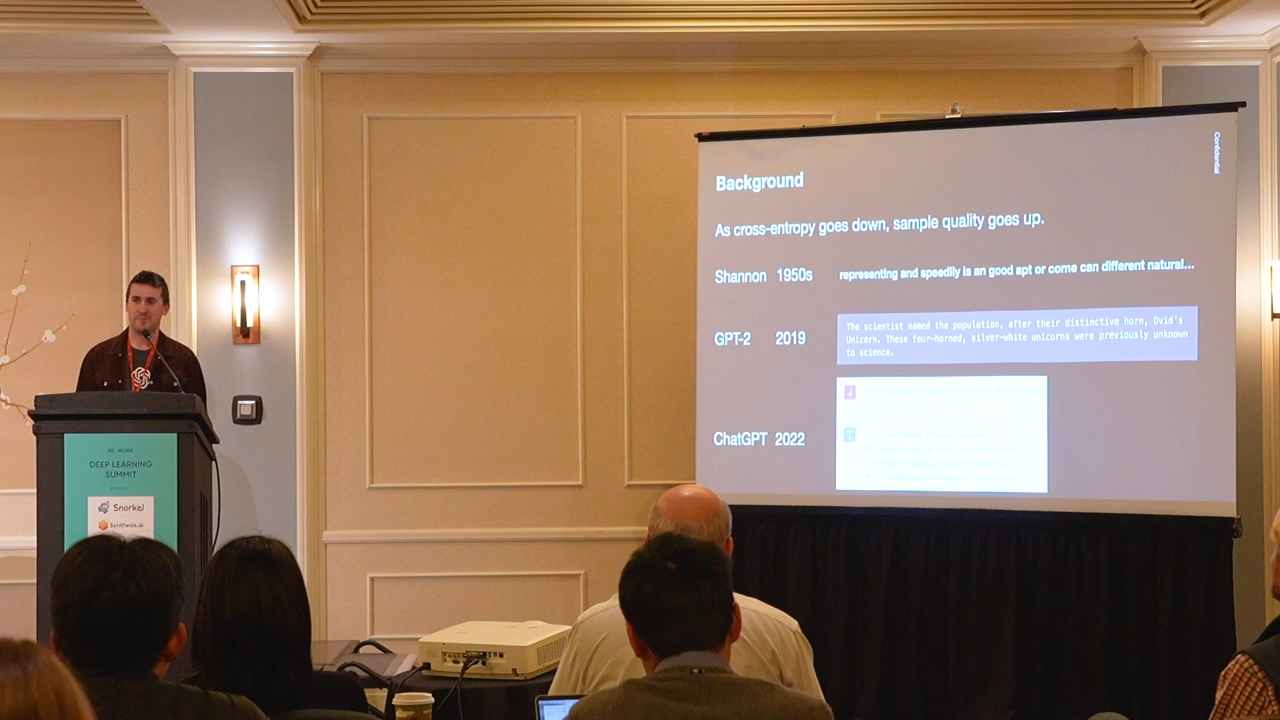 Confidential
Background
As cross-entropy goes down, sample quality goes up.
Shannon 1950s
representing and speedily is an good apt or come can different natural...
GPT-2 2019
The scientist named the population, after their distinctive horn, Ovid's
Unicorn. These four-horned, silver-white unicorns were previously unknown
to science.
ChatGPT 2022
J
T
RE•WORK
DEEP LEARNING
SUMMIT
Snorkel
Synthesis.ai